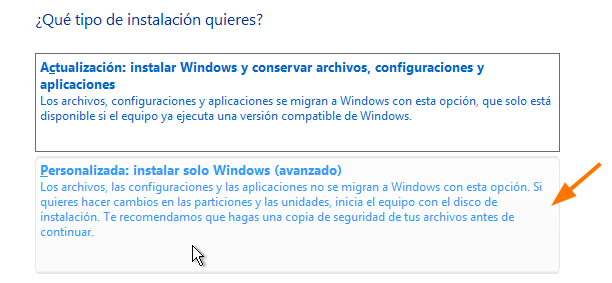 ¿Qué tipo de instalación quieres?
Actualización: instalar Windows y conservar archivos, configuraciones y
aplicaciones
Los archivos, configuraciones y aplicaciones se migran a Windows con esta opción, que solo está
disponible si el equipo ya ejecuta una versión compatible de Windows.
Personalizada: instalar solo Windows (avanzado)
Los archivos, las configuraciones y las aplicaciones no se migran a Windows con esta opción. Si
quieres hacer cambios en las particiones y las unidades, inicia el equipo con el disco de
instalación. Te recomendamos que hagas una copia de seguridad de tus archivos antes de
continuar.